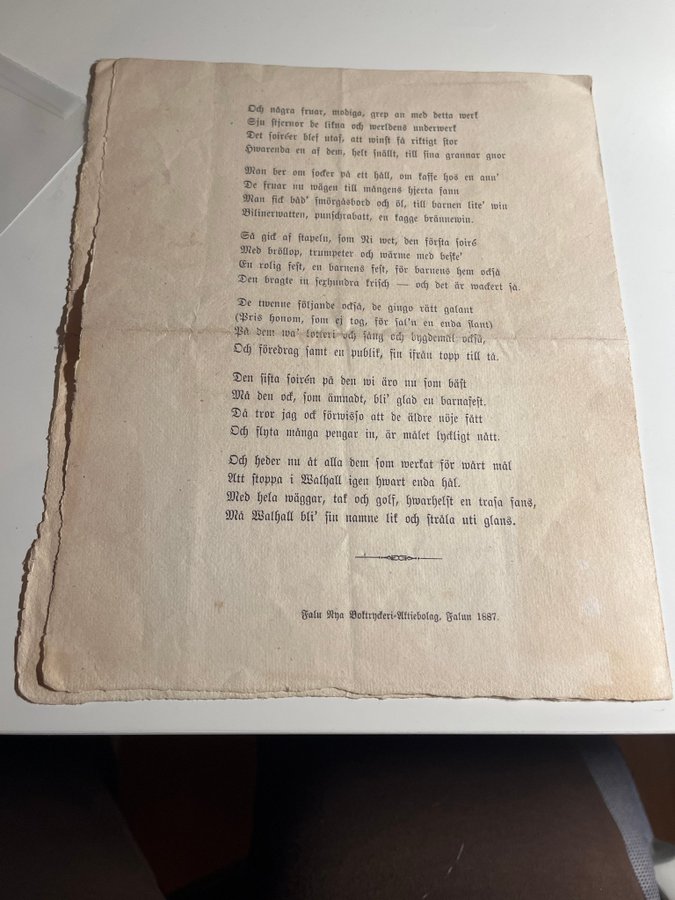 Och några fruar, modiga, grep an med detta werk
Sju stjernor de likna och werldens underwerk
Det soiréer blef utaf, att winst få riktigt stor
Hwarenda en af dem, helt snällt, till sina grannar gnor
Man ber om socker på ett håll, om kaffe hos en ann'
De fruar nu wägen till mångens hjerta fann
Man fick båd' smörgåsbord och öl, till barnen lite' win
Bilinerwatten, punschrabatt, en kagge brännewin.
Så gick af stapeln, som Ni wet, den första soiré
Med bröllop, trumpeter och wärme med beske'
En rolig fest, en barnens fest, för barnens hem också
Den bragte in sexhundra krisch — och det är wackert så.
De twenne följande också, de gingo rätt galant
(Pris honom, som ej tog, för sal'n en enda slant)
På dem wa' lotteri och sång och bygdemål också,
Och föredrag samt en publik, fin ifrån topp till tå.
Den sista soirén på den wi äro nu som bäst
Må den ock, som ämnadt, bli' glad en barnafest.
Då tror jag ock förwisso att de äldre nöje fått
Och flyta många pengar in, är målet lyckligt nått.
Och heder nu åt alla dem som werkat för wårt mål
Att stoppa i Walhall igen hwart enda hål.
Med hela wäggar, tak och golf, hwarhelst en trasa fans,
Må Walhall bli' sin namne lik och stråla uti glans.
Falu Nya Boktryckeri-Aktiebolag, Falun 1887.